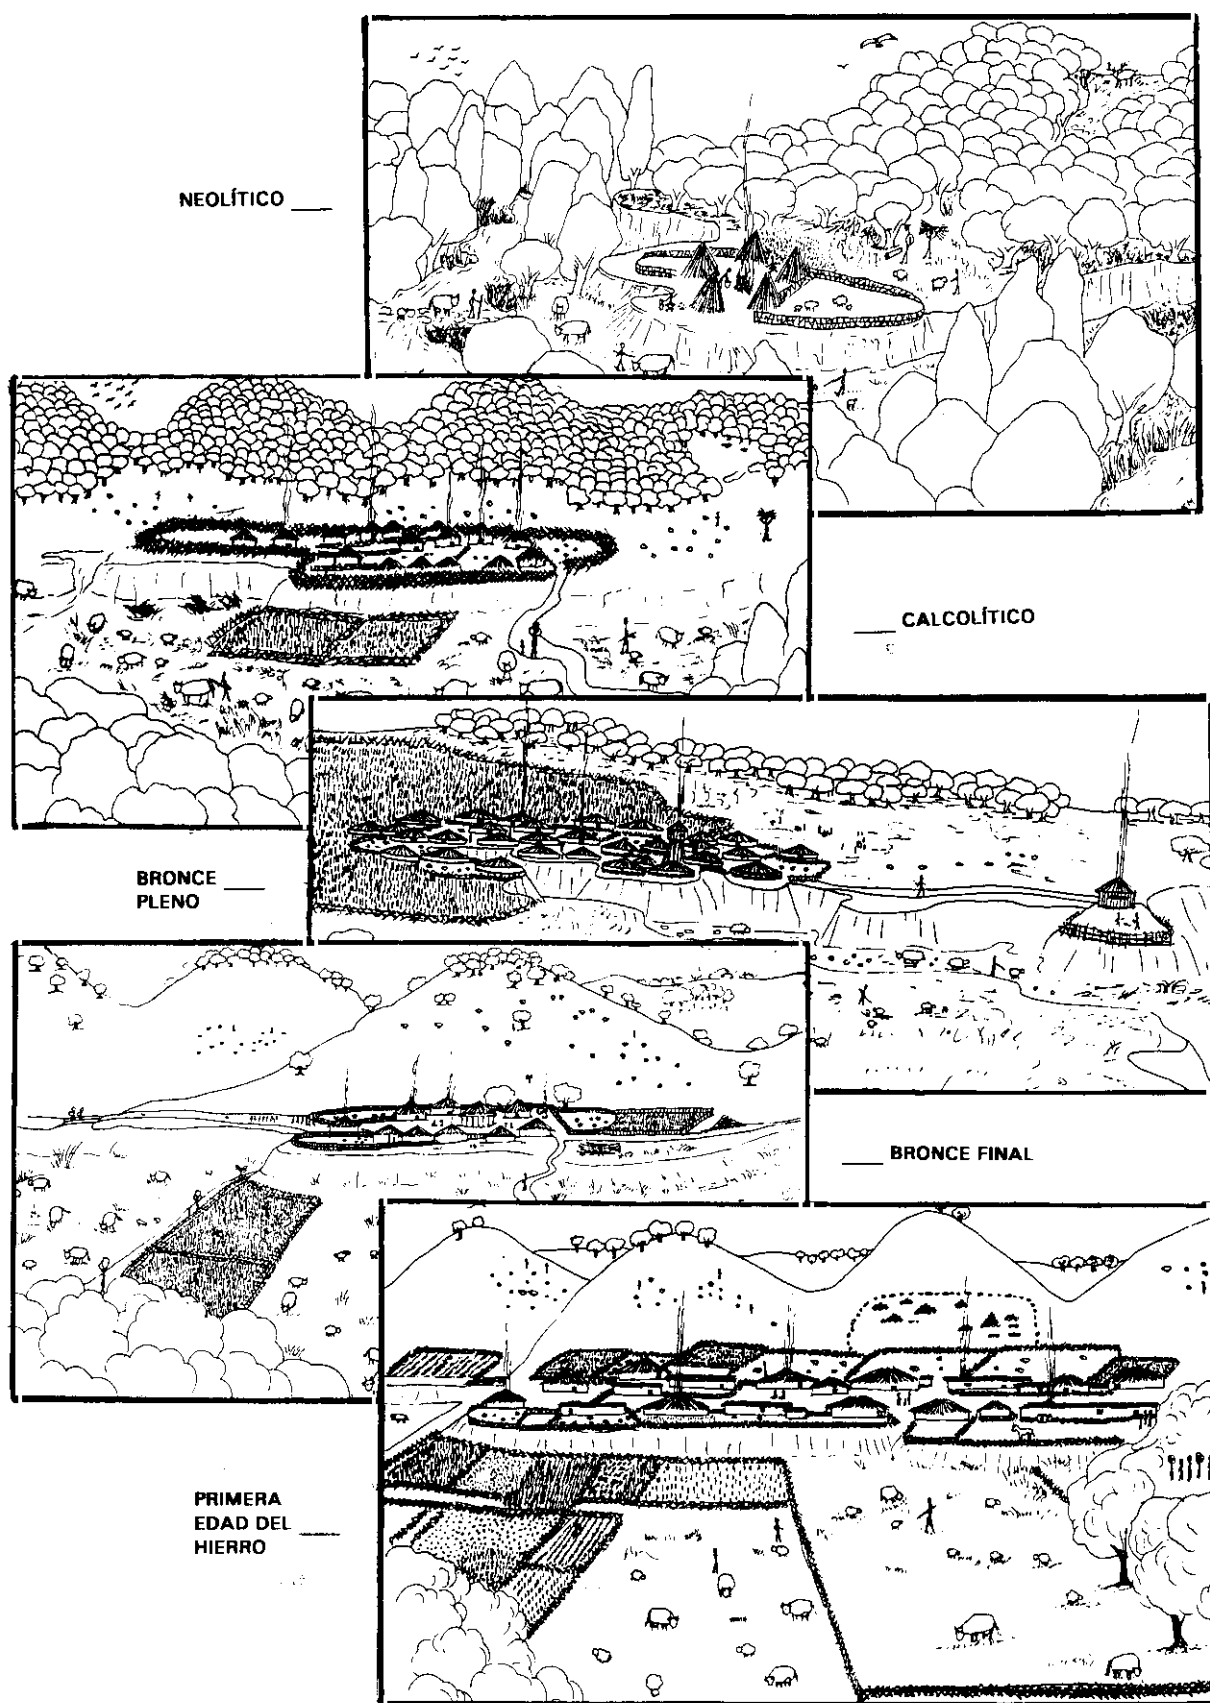 NEOLÍTICO
CALCOLÍTICO
BRONCE
PLENO
BRONCE FINAL
PRIMERA
EDAD DEL
HIERRO